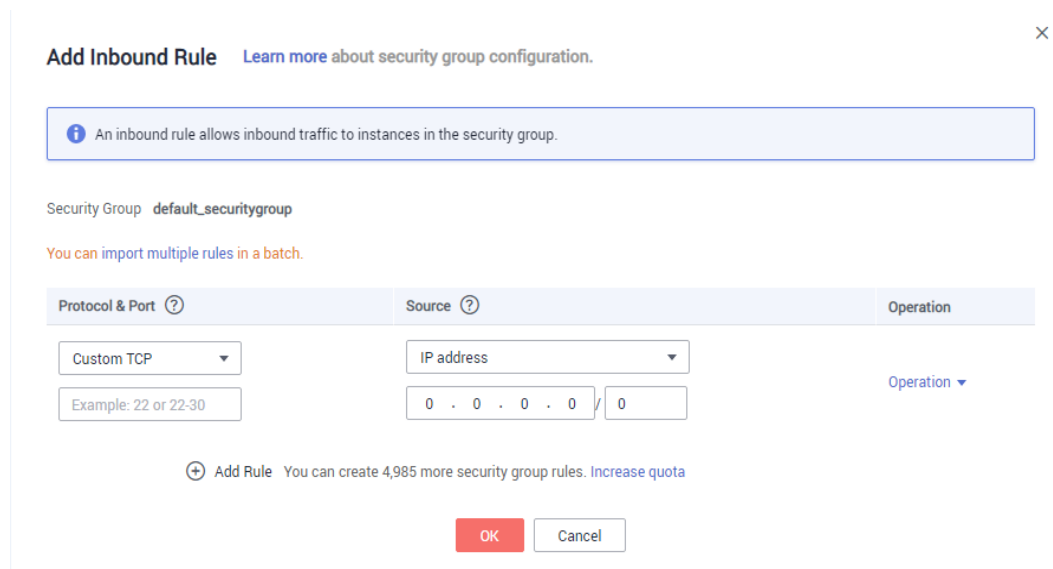 Add Inbound Rule Learn more about security group configuration.
An inbound rule allows inbound traffic to instances in the security group.
Security Group default_securitygroup
You can import multiple rules in a batch.
Protocol & Port ? Source ? Operation
Custom TCP IP address
Operation
Example: 22 or 22-30 0 . 0 . 0 . 0 / 0
Add Rule You can create 4,985 more security group rules. Increase quota
OK Cancel